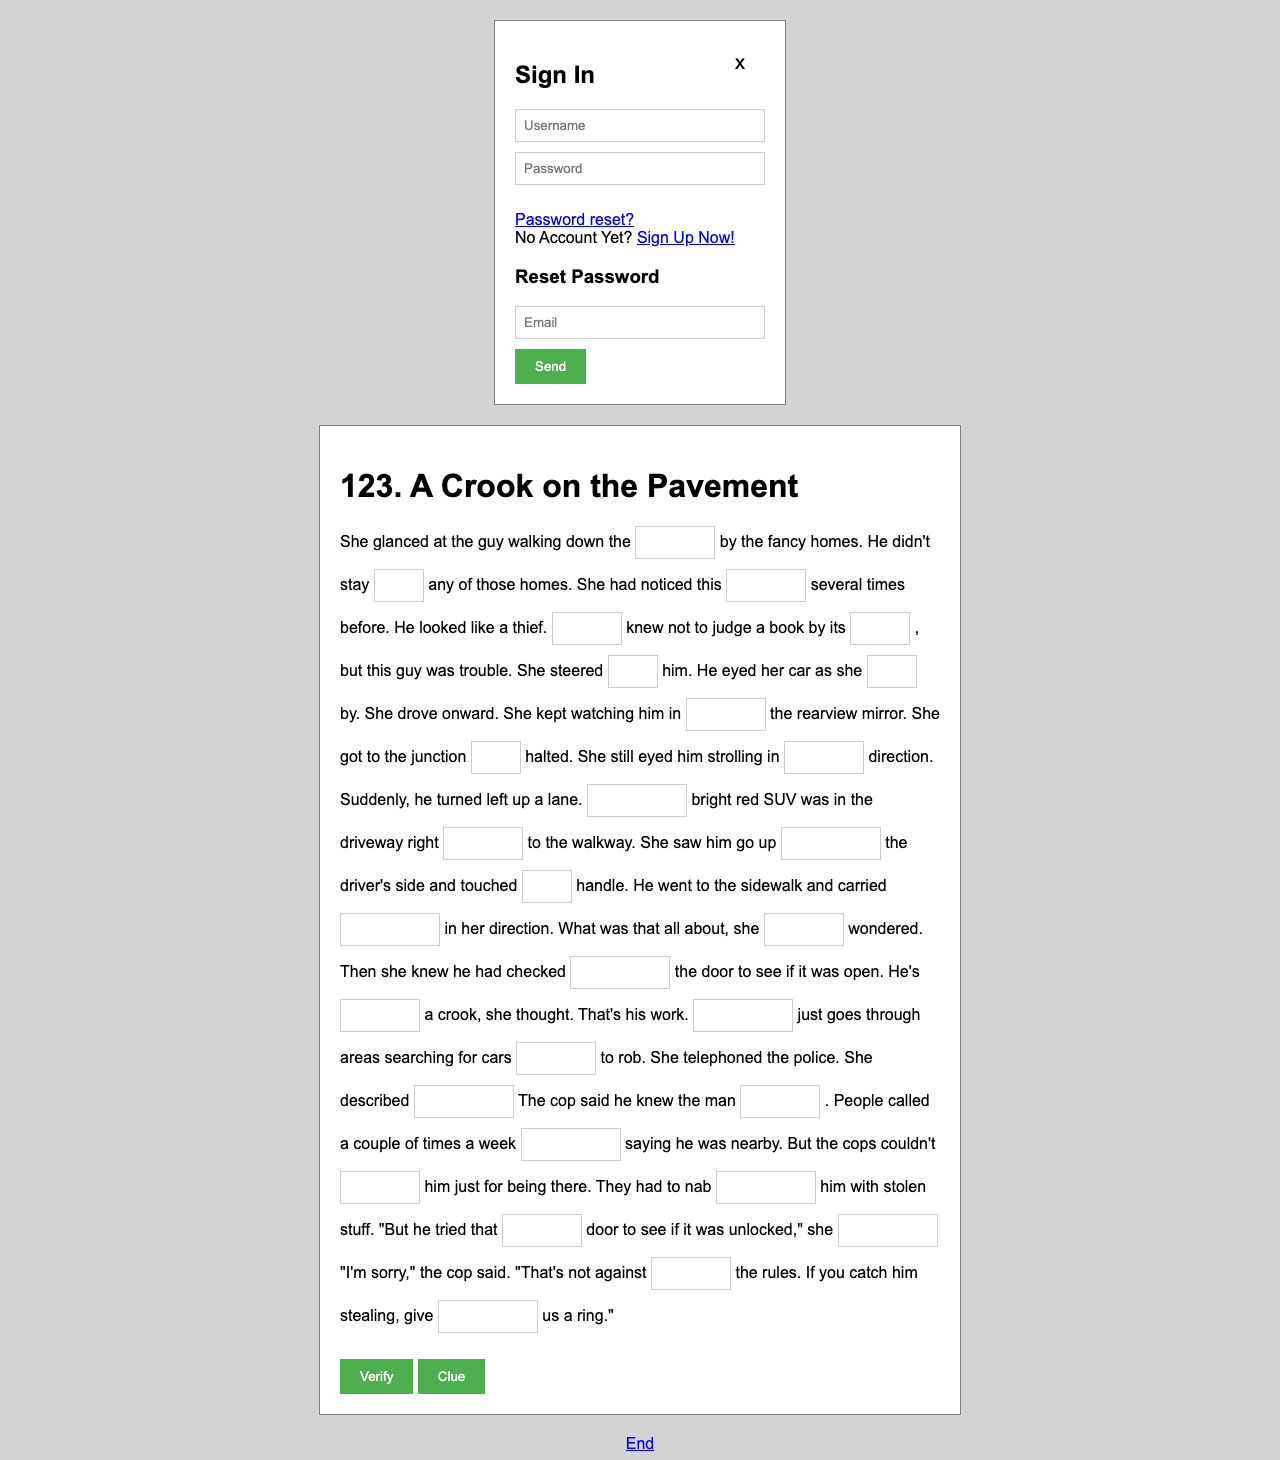 Sign In
X
Username
Password
Password reset?
No Account Yet? Sign Up Now!
Reset Password
Email
Send
123. A Crook on the Pavement
She glanced at the guy walking down the by the fancy homes. He didn't
stay any of those homes. She had noticed this several times
before. He looked like a thief. knew not to judge a book by its ,
but this guy was trouble. She steered him. He eyed her car as she
by. She drove onward. She kept watching him in the rearview mirror. She
got to the junction halted. She still eyed him strolling in direction.
Suddenly, he turned left up a lane. bright red SUV was in the
driveway right to the walkway. She saw him go up the
driver's side and touched handle. He went to the sidewalk and carried
in her direction. What was that all about, she wondered.
Then she knew he had checked the door to see if it was open. He's
a crook, she thought. That's his work. just goes through
areas searching for cars to rob. She telephoned the police. She
described The cop said he knew the man . People called
a couple of times a week saying he was nearby. But the cops couldn't
him just for being there. They had to nab him with stolen
stuff. "But he tried that door to see if it was unlocked," she
"I'm sorry," the cop said. "That's not against the rules. If you catch him
stealing, give us a ring."
Verify Clue
End